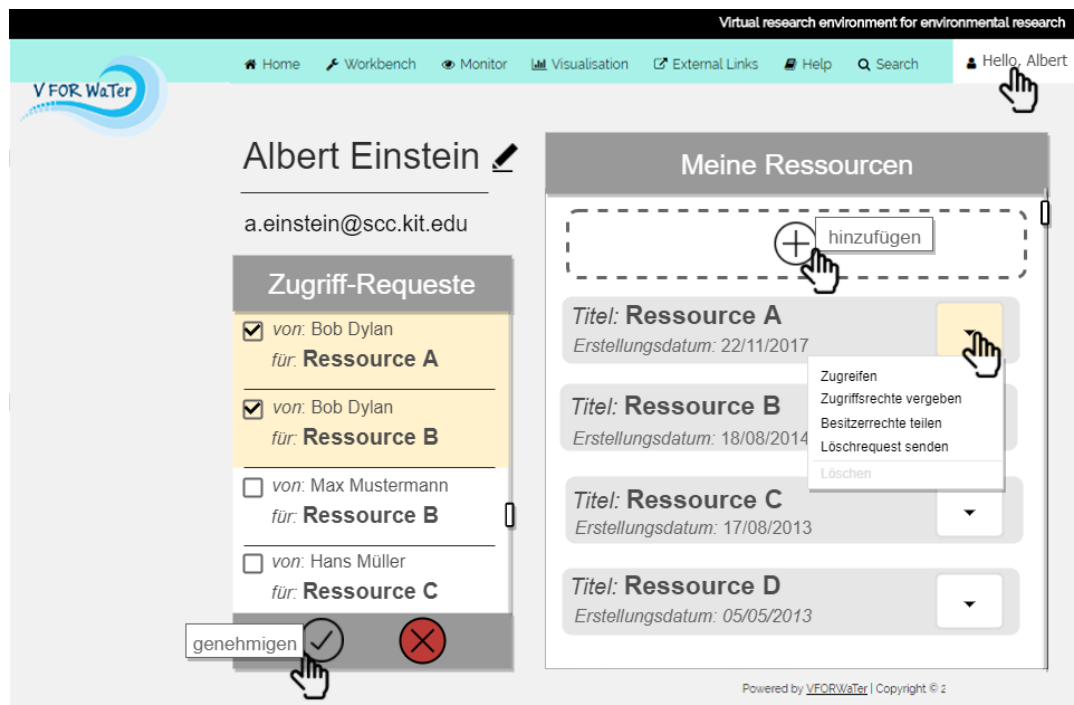 Virtual research environment for environmental research
Home Workbench Monitor Visualisation External Links Help Search Hello, Albert
V FOR WaTer
Albert Einstein
a.einstein@scc.kit.edu
Zugriff-Requeste
von: Bob Dylan
für: Ressource A
von: Bob Dylan
für: Ressource B
von: Max Mustermann
für: Ressource B
von: Hans Müller
für: Ressource C
genehmigen
Meine Ressourcen
hinzufügen
Titel: Ressource A
Erstellungsdatum: 22/11/2017
Zugreifen
Zugriffsrechte vergeben
Besitzerrechte teilen
Löschrequest senden
Löschen
Titel: Ressource B
Erstellungsdatum: 18/08/2014
Titel: Ressource C
Erstellungsdatum: 17/08/2013
Titel: Ressource D
Erstellungsdatum: 05/05/2013
Powered by VFORWaTer | Copyright © 2